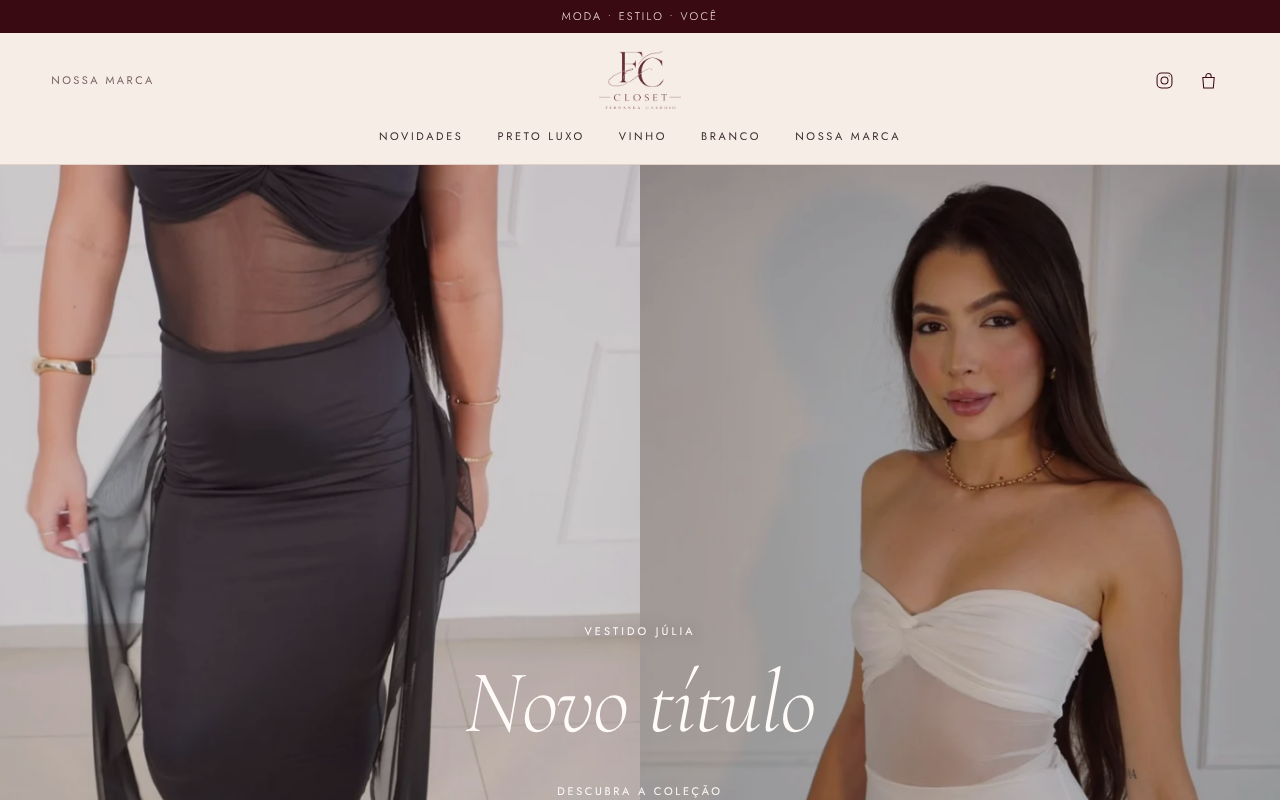 MODA · ESTILO · VOCÊ
NOSSA MARCA
FC
CLOSET
NOVIDADES PRETO LUXO VINHO BRANCO NOSSA MARCA
VESTIDO JÚLIA
Novo título
DESCUBRA A COLEÇÃO